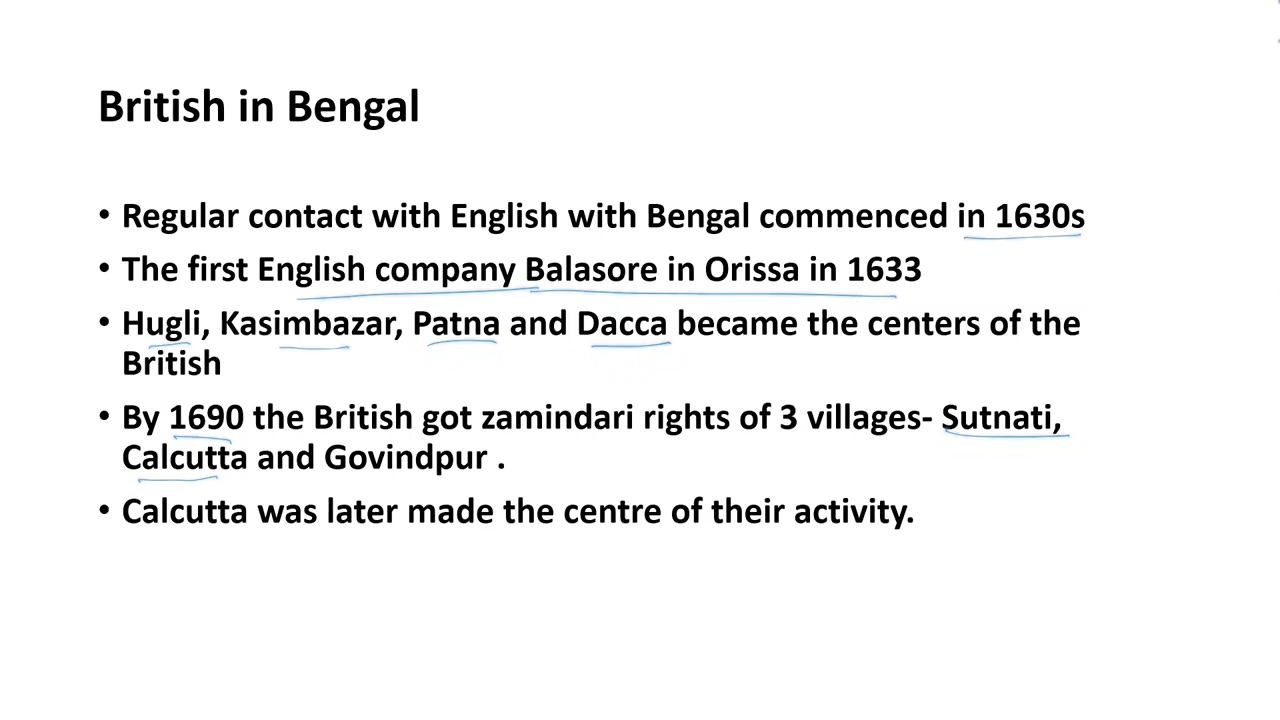 British in Bengal
• Regular contact with English with Bengal commenced in 1630s
• The first English company Balasore in Orissa in 1633
• Hugli, Kasimbazar, Patna and Dacca became the centers of the
British
• By 1690 the British got zamindari rights of 3 villages- Sutnati,
Calcutta and Govindpur .
• Calcutta was later made the centre of their activity.